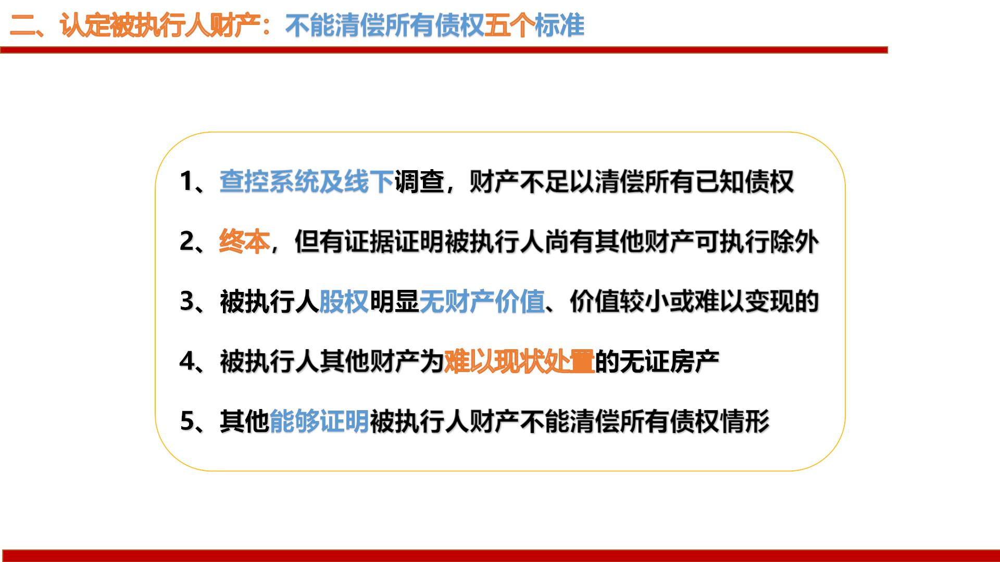 二、认定被执行人财产：不能清偿所有债权五个标准
1、查控系统及线下调查，财产不足以清偿所有已知债权
2、终本，但有证据证明被执行人尚有其他财产可执行除外
3、被执行人股权明显无财产价值、价值较小或难以变现的
4、被执行人其他财产为难以现状处置的无证房产
5、其他能够证明被执行人财产不能清偿所有债权情形